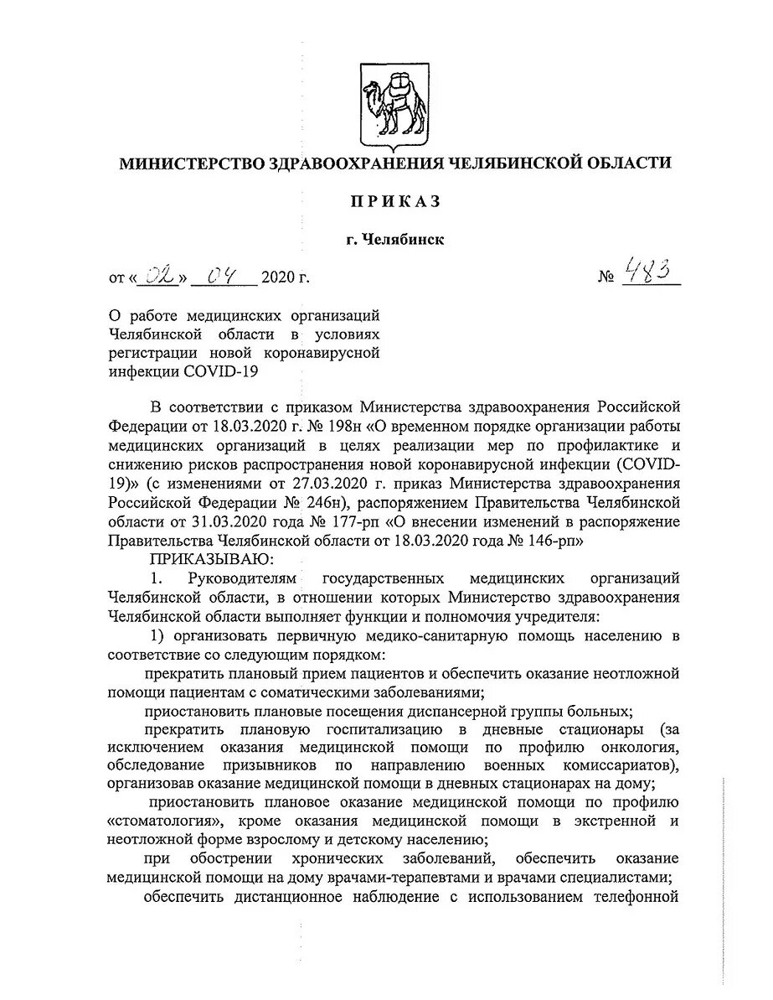 МИНИСТЕРСТВО ЗДРАВООХРАНЕНИЯ ЧЕЛЯБИНСКОЙ ОБЛАСТИ
П Р И К А З
г. Челябинск
от «02» 04 2020 г. № 483
О работе медицинских организаций
Челябинской области в условиях
регистрации новой коронавирусной
инфекции COVID-19
В соответствии с приказом Министерства здравоохранения Российской
Федерации от 18.03.2020 г. № 198н «О временном порядке организации работы
медицинских организаций в целях реализации мер по профилактике и
снижению рисков распространения новой коронавирусной инфекции (COVID-
19)» (с изменениями от 27.03.2020 г. приказ Министерства здравоохранения
Российской Федерации № 246н), распоряжением Правительства Челябинской
области от 31.03.2020 года № 177-рп «О внесении изменений в распоряжение
Правительства Челябинской области от 18.03.2020 года № 146-рп»
ПРИКАЗЫВАЮ:
1. Руководителям государственных медицинских организаций
Челябинской области, в отношении которых Министерство здравоохранения
Челябинской области выполняет функции и полномочия учредителя:
1) организовать первичную медико-санитарную помощь населению в
соответствие со следующим порядком:
прекратить плановый прием пациентов и обеспечить оказание неотложной
помощи пациентам с соматическими заболеваниями;
приостановить плановые посещения диспансерной группы больных;
прекратить плановую госпитализацию в дневные стационары (за
исключением оказания медицинской помощи по профилю онкология,
обследование призывников по направлению военных комиссариатов),
организовав оказание медицинской помощи в дневных стационарах на дому;
приостановить плановое оказание медицинской помощи по профилю
«стоматология», кроме оказания медицинской помощи в экстренной и
неотложной форме взрослому и детскому населению;
при обострении хронических заболеваний, обеспечить оказание
медицинской помощи на дому врачами-терапевтами и врачами специалистами;
обеспечить дистанционное наблюдение с использованием телефонной